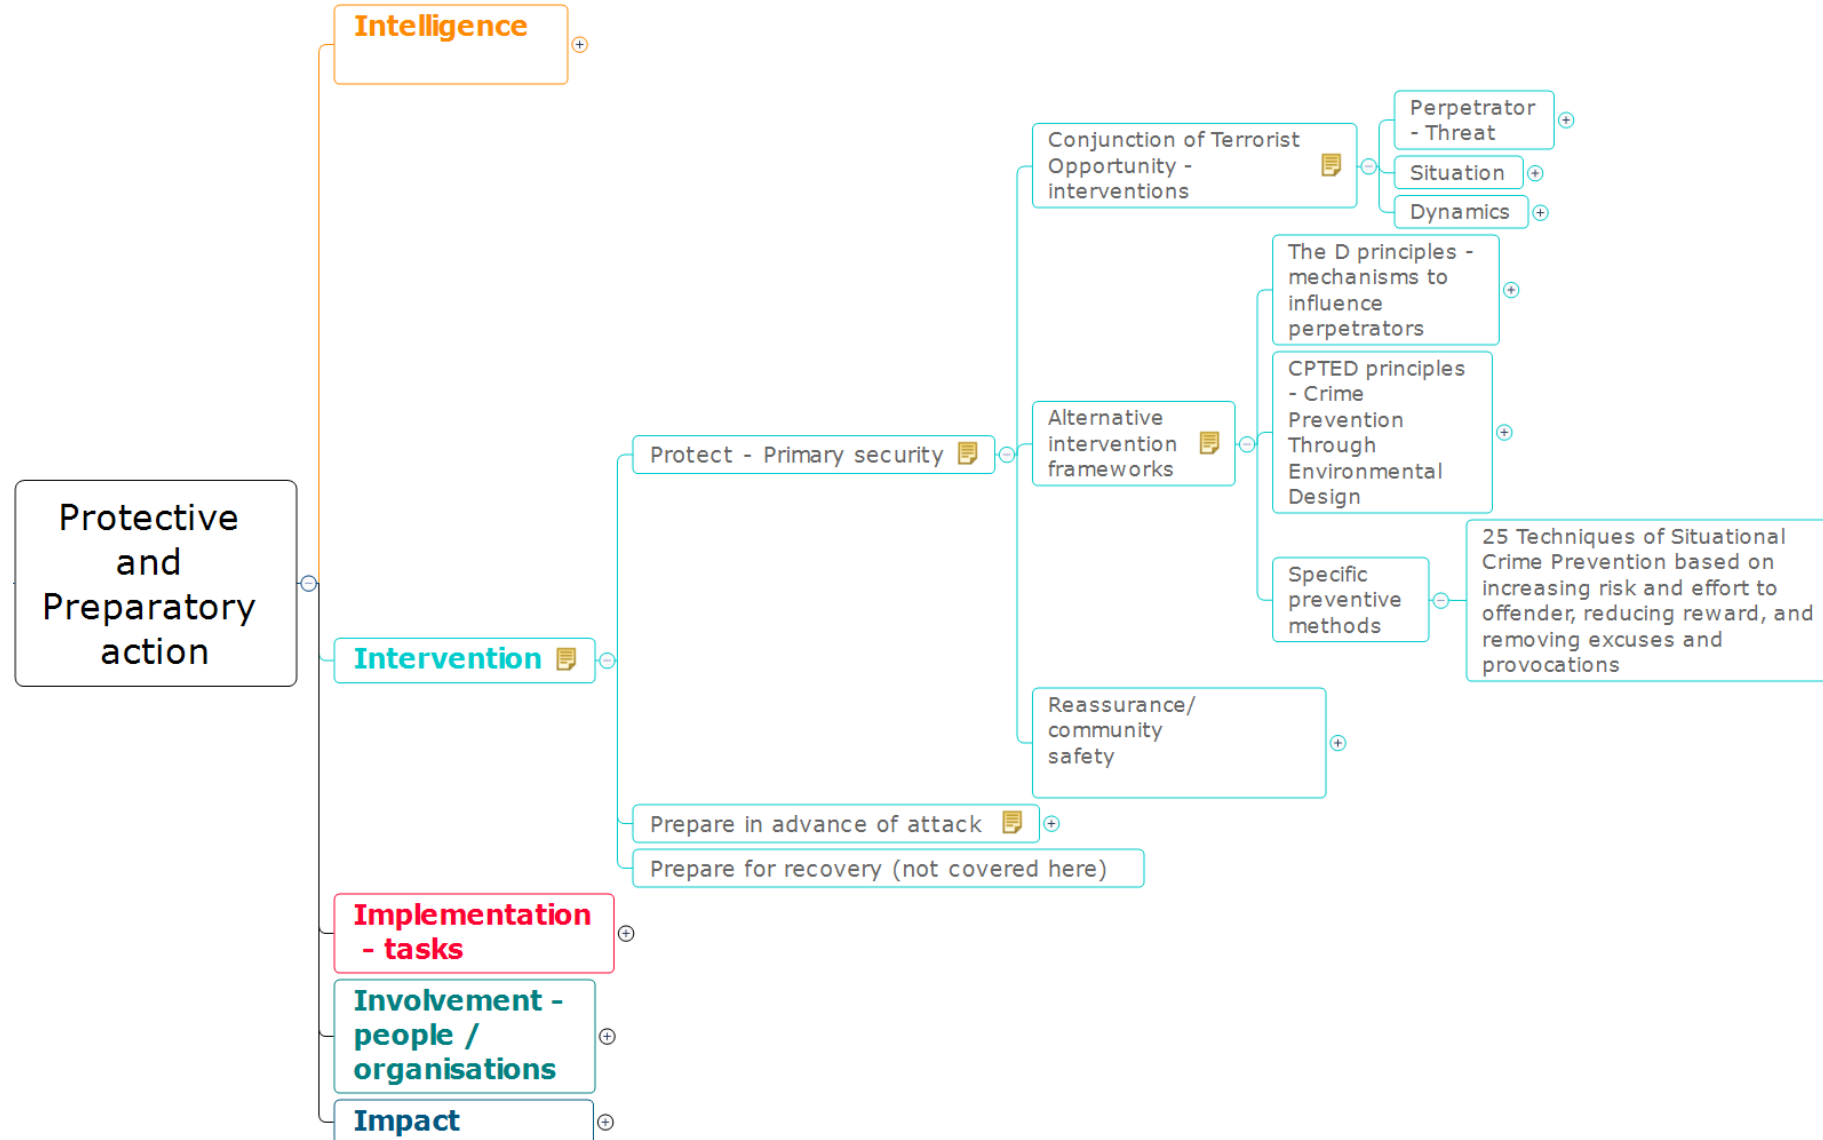 Intelligence
Perpetrator
- Threat
Conjunction of Terrorist
Opportunity -
interventions
Situation
Dynamics
The D principles -
mechanisms to
influence
perpetrators
CPTED principles
- Crime
Prevention
Through
Environmental
Design
Alternative
intervention
frameworks
Protect - Primary security
Protective
and
Preparatory
action
25 Techniques of Situational
Crime Prevention based on
increasing risk and effort to
offender, reducing reward, and
removing excuses and
provocations
Specific
preventive
methods
Intervention
Reassurance/
community
safety
Prepare in advance of attack
Prepare for recovery (not covered here)
Implementation
- tasks
Involvement -
people /
organisations
Impact